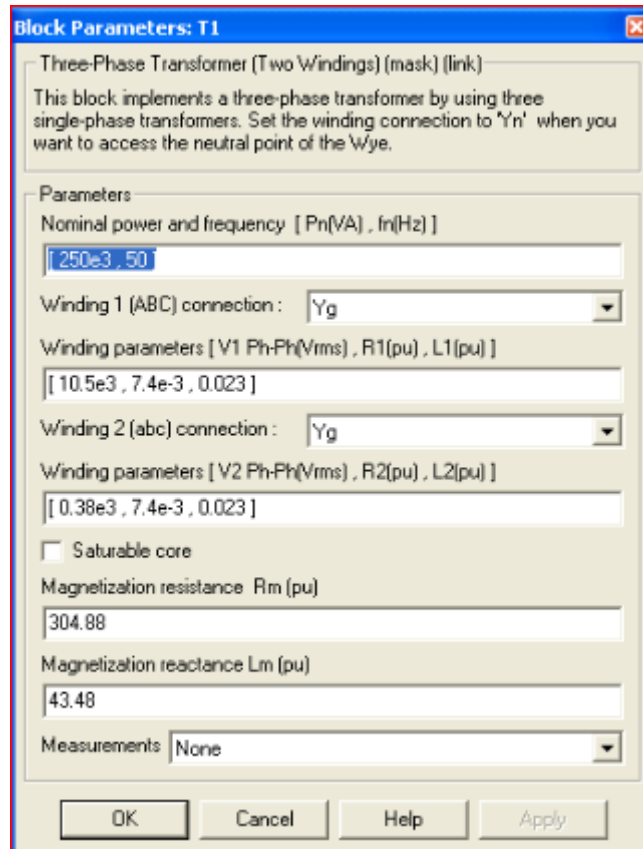 Block Parameters: T1
Three-Phase Transformer (Two Windings) (mask) (link)
This block implements a three-phase transformer by using three
single-phase transformers. Set the winding connection to 'Yn' when you
want to access the neutral point of the Wye.
Parameters
Nominal power and frequency [ Pn(VA) , fn(Hz) ]
[ 250e3 , 50 ]
Winding 1 (ABC) connection : Yg
Winding parameters [ V1 Ph-Ph(Vrms) , R1(pu) , L1(pu) ]
[ 10.5e3 , 7.4e-3 , 0.023 ]
Winding 2 (abc) connection : Yg
Winding parameters [ V2 Ph-Ph(Vrms) , R2(pu) , L2(pu) ]
[ 0.38e3 , 7.4e-3 , 0.023 ]
Saturable core
Magnetization resistance Rm (pu)
304.88
Magnetization reactance Lm (pu)
43.48
Measurements None
OK Cancel Help Apply